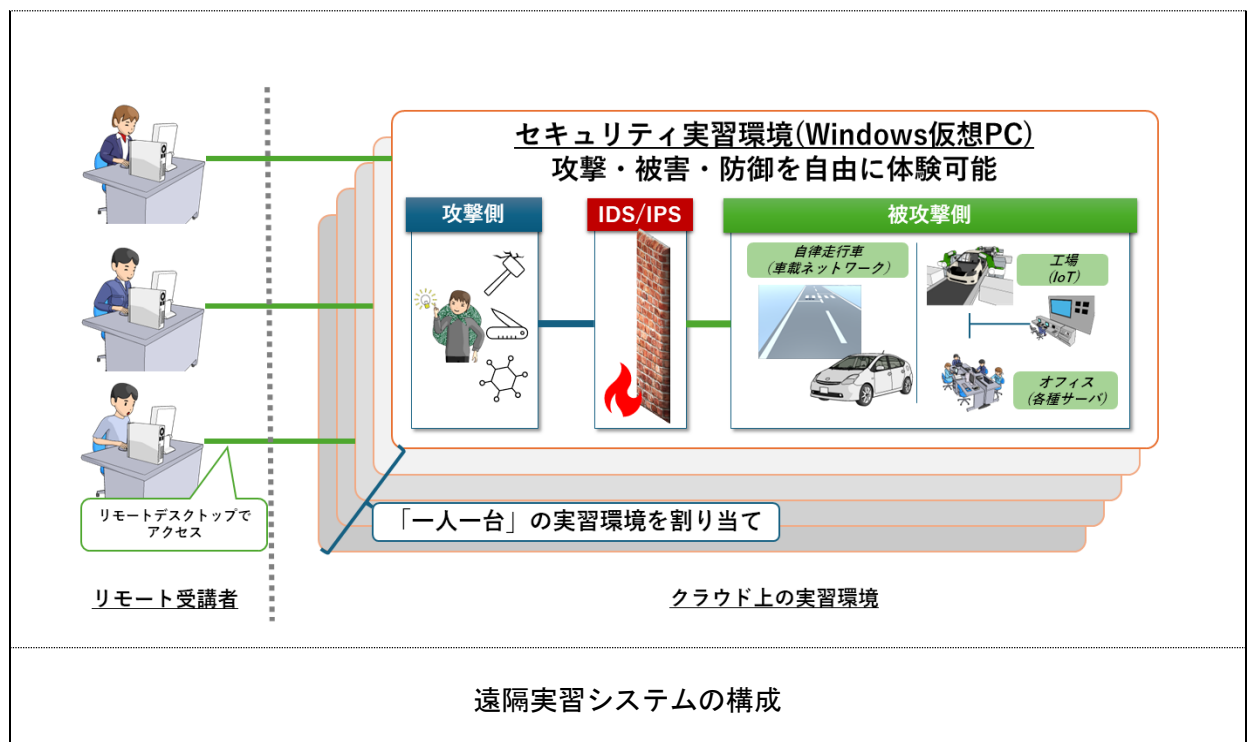 セキュリティ実習環境(Windows仮想PC)
攻撃・被害・防御を自由に体験可能
攻撃側
IDS/IPS
被攻撃側
自律走行車
(車載ネットワーク)
工場
(IoT)
オフィス
(各種サーバ)
リモートデスクトップで
アクセス
「一人一台」の実習環境を割り当て
リモート受講者
クラウド上の実習環境
遠隔実習システムの構成